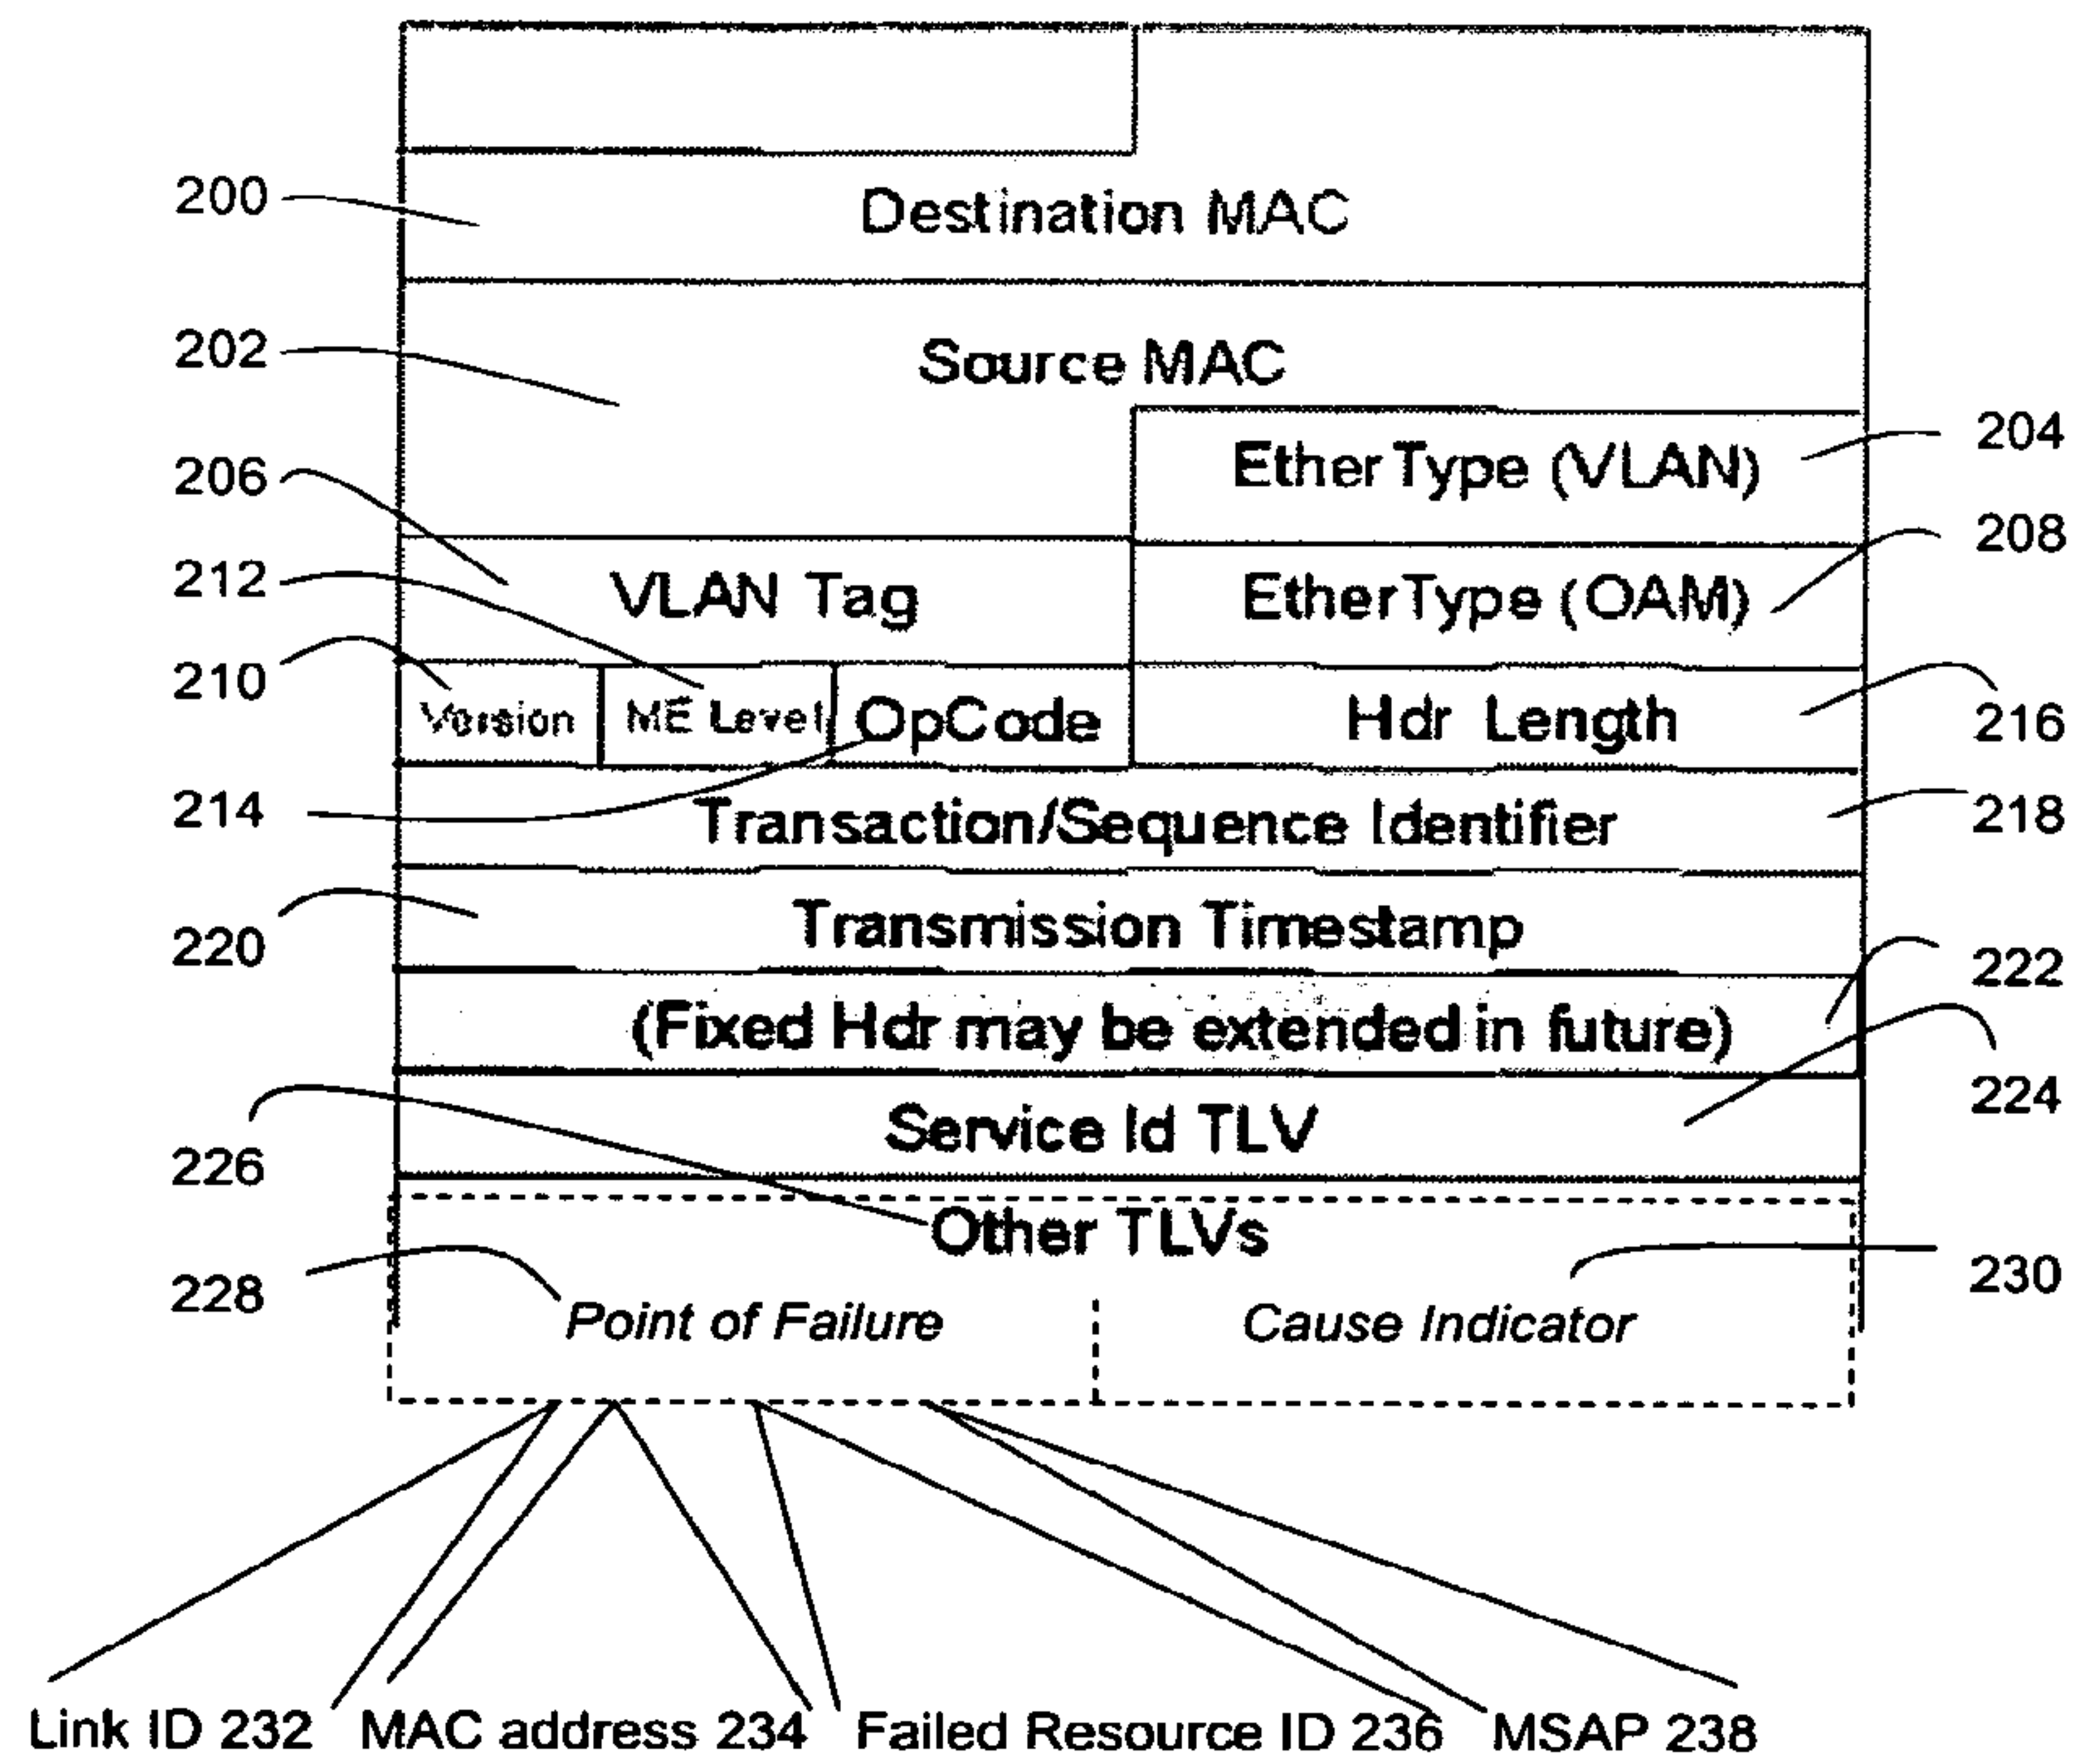 200
Destination MAC
202
Source MAC
204
EtherType (VLAN)
206
208
212
VLAN Tag
EtherType (OAM)
210
Version
ME Level
OpCode
Hdr Length
216
214
Transaction/Sequence Identifier
218
220
Transmission Timestamp
222
(Fixed Hdr may be extended in future)
224
Service Id TLV
226
Other TLVs
228
230
Point of Failure
Cause Indicator
Link ID 232
MAC address 234
Failed Resource ID 236
MSAP 238